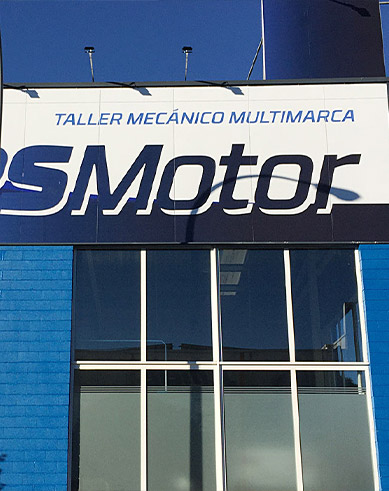 TALLER MECÁNICO MULTIMARCA
SMotor